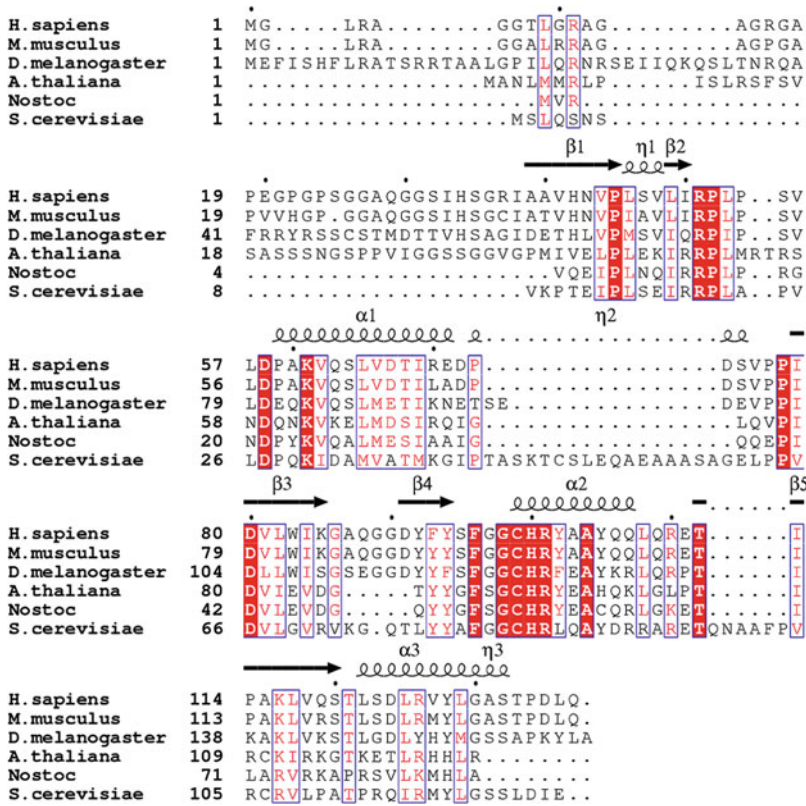 H.sapiens 1 MG.....LRA........GGTLGRAG.........AGRGA
M.musculus 1 MG.....LRA........GGALRRAG.........AGPGA
D.melanogaster 1 MEFISHFLRATSRRTAALGPILQRNRSEIIQKQSLTNRQA
A.thaliana 1 .................MANLMMRLP......ISLRSFSV
Nostoc 1 .....................MVR................
S.cerevisiae 1 ...................MSLQSNS..............
β1 η1 β2
H.sapiens 19 PEGPGPSGGAQGGSIHSGRIAAVHNVPLSVLIRPLP..SV
M.musculus 19 PVVHGP.GGAQGGSIHSGCIATVHNVPIAVLIRPLP..SV
D.melanogaster 41 FRRYRSSCSTMDTTVHSAGIDETHLVPMSVIQRPIP..RG
A.thaliana 18 SASSSNGSPPVIGGSSGGVGPMIVELPLEKIRRPLMRTRS
Nostoc 4 ......................VQEIPLNQIRRPLP..RG
S.cerevisiae 8 ....................VKPTEIPLSEIRRPLA..PV
α1 η2
H.sapiens 57 LDPAKVQSLVDTIREDP.................DSVPPI
M.musculus 56 LDPAKVQSLVDTILADP.................DSVPPI
D.melanogaster 79 LDEQKVQSLMETIKNETSE...............DEVPPI
A.thaliana 58 NDQNKVKELMDSIRQIG..................LQVPI
Nostoc 20 NDPYKVQALMESIAAIG..................QQEPI
S.cerevisiae 26 LDPQKIDAMVATMKGIPTASKTCSLEQAEAAASAGELPPV
β3 β4 α2 β5
H.sapiens 80 DVLWIKGAQGGDYFYSFGGCHRYAAYQQLQRET......I
M.musculus 79 DVLWIKGAQGGDYYYSFGGCHRYAAYQQLQRET......I
D.melanogaster 104 DLLWISGSEGGDYYFSFGGCHRFEAYKRLQRPT......I
A.thaliana 80 DVIEVDG.....TYYGFSGCHRYEAHQKLGLPT......I
Nostoc 42 DVLEVDG.....QYYGFSGCHRYEACQRLGKET......I
S.cerevisiae 66 DVLGVRVKG.QTLYYAFGGCHRLQAYDRRARETQNAAFPV
α3 η3
H.sapiens 114 PAKLVQSTLSDLRVYLGASTPDLQ.
M.musculus 113 PAKLVRSTLSDLRMYLGASTPDLQ.
D.melanogaster 138 KAKLVKSTLGDLYHYMGSSAPKYLA
A.thaliana 109 RCKIRKGTKETLRHHLR........
Nostoc 71 LARVRKAPRSVLKMHLA........
S.cerevisiae 105 RCRVLPATPRQIRMYLGSSLDIE..